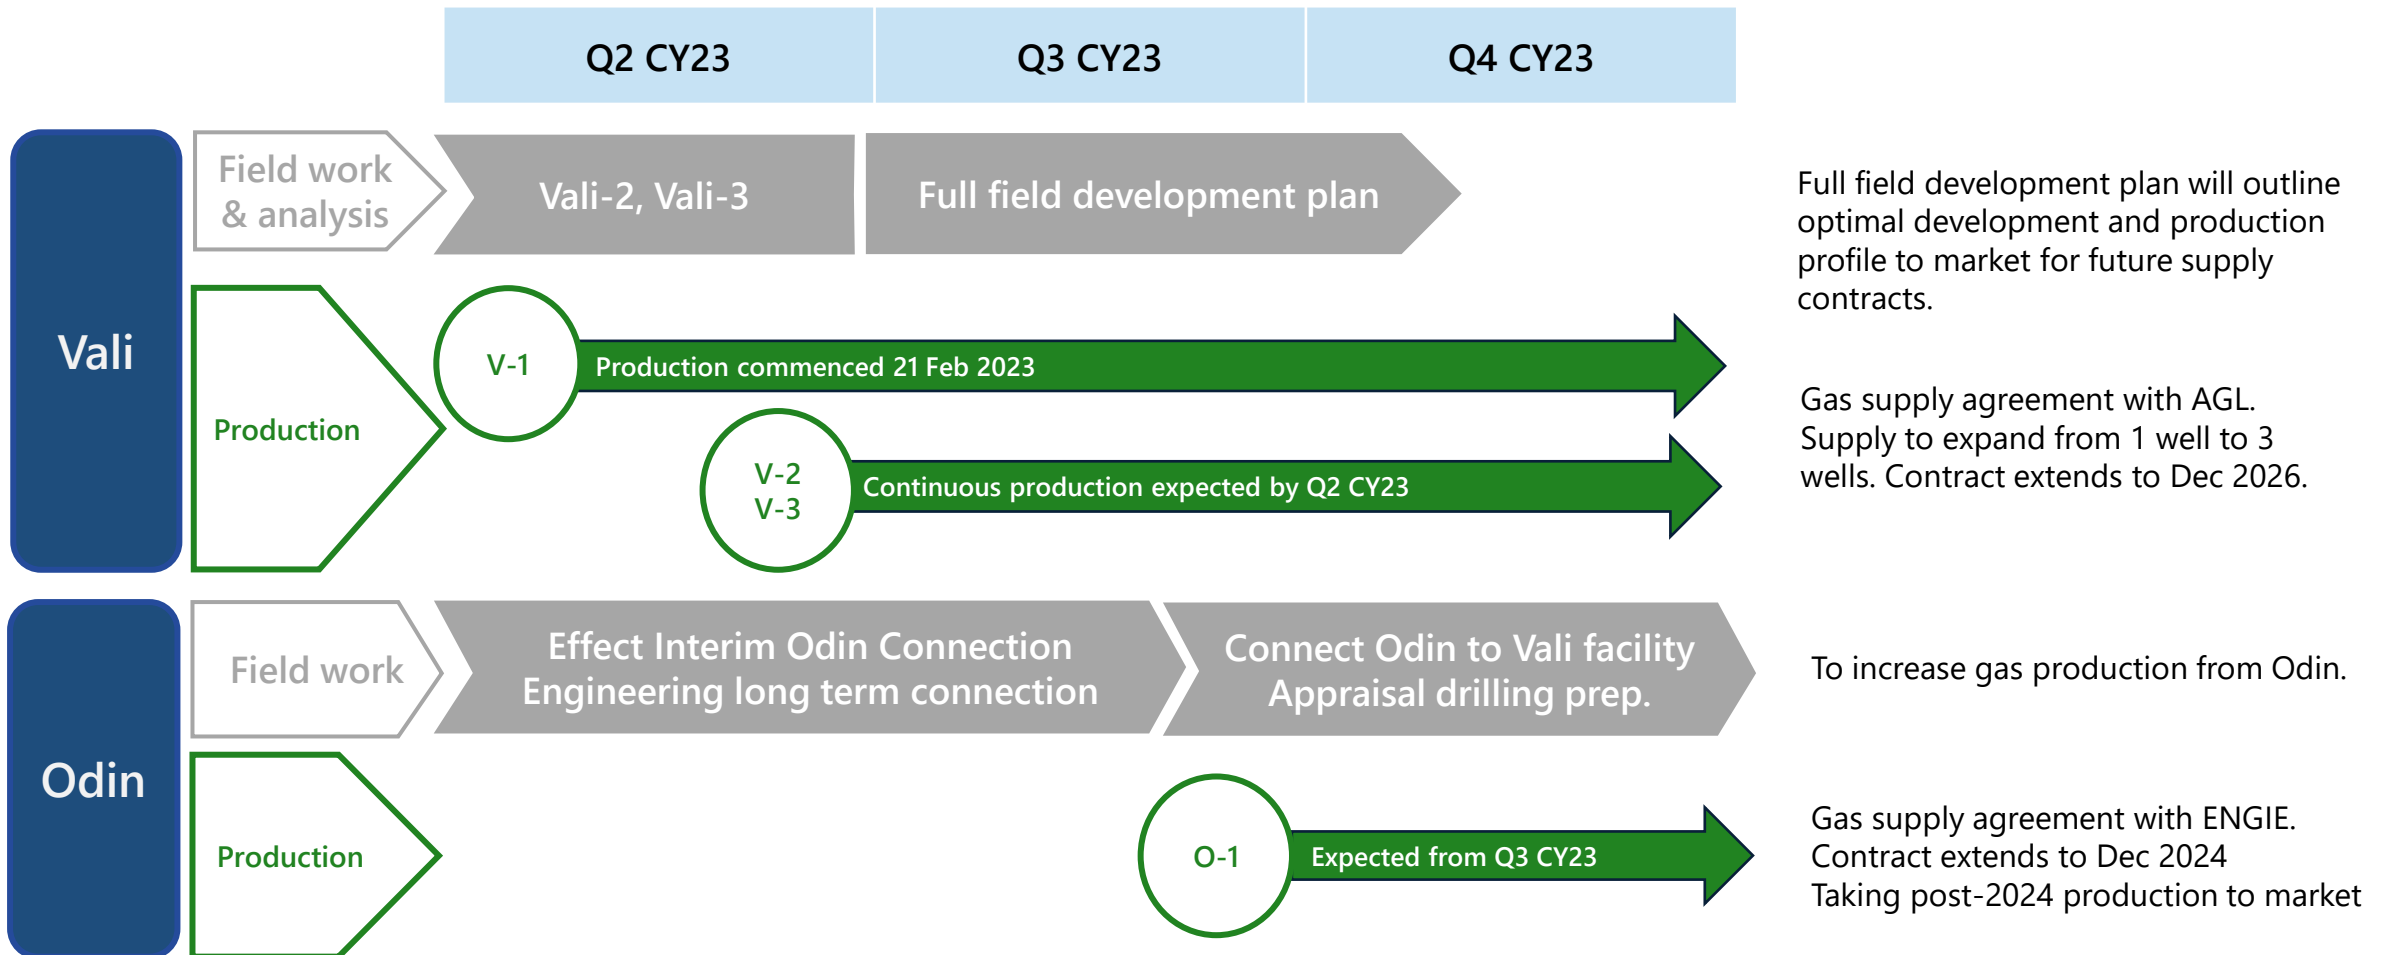 Q2 CY23
Q3 CY23
Q4 CY23
Vali
Field work
& analysis
Vali-2, Vali-3
Full field development plan
Full field development plan will outline
optimal development and production
profile to market for future supply
contracts.
Production
V-1
Production commenced 21 Feb 2023
V-2
V-3
Continuous production expected by Q2 CY23
Gas supply agreement with AGL.
Supply to expand from 1 well to 3
wells. Contract extends to Dec 2026.
Odin
Field work
Effect Interim Odin Connection
Engineering long term connection
Connect Odin to Vali facility
Appraisal drilling prep.
To increase gas production from Odin.
Production
O-1
Expected from Q3 CY23
Gas supply agreement with ENGIE.
Contract extends to Dec 2024
Taking post-2024 production to market